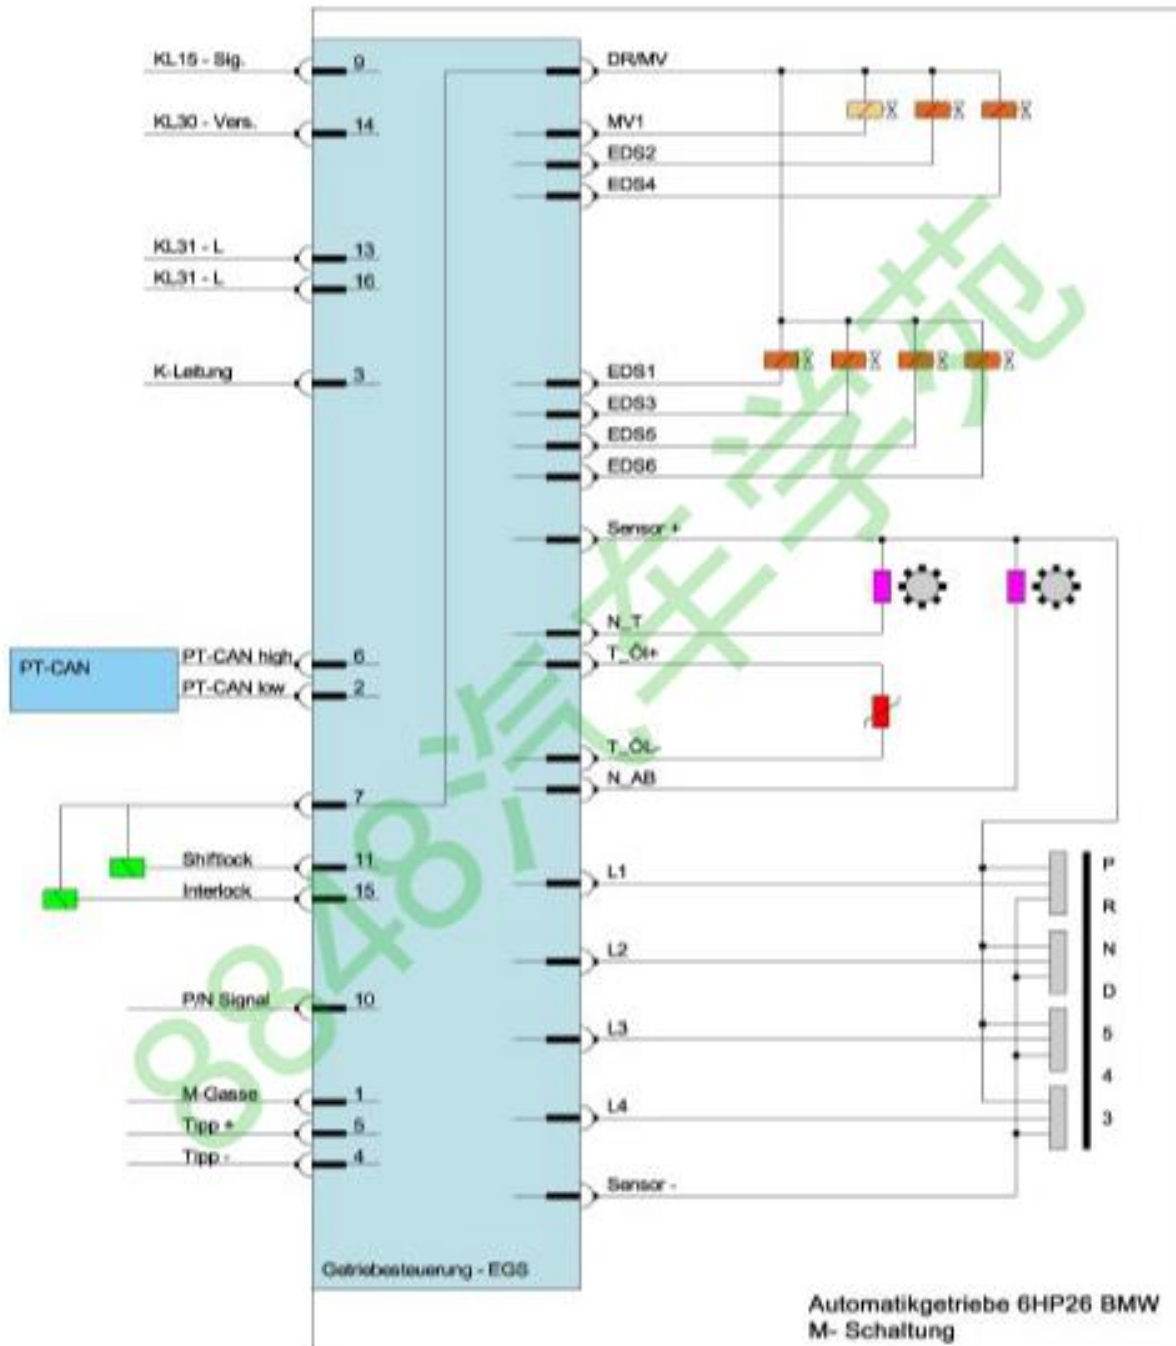 KL15 - Sig.
9
KL30 - Vers.
14
KL31 - L
13
KL31 - L
16
K-Leitung
3
PT-CAN
PT-CAN high
6
PT-CAN low
2
7
Shiftlock
11
Interlock
15
P/N Signal
10
M-Gasse
1
Tipp +
5
Tipp -
4
DR/MV
MV1
EDS2
EDS4
EDS1
EDS3
EDS5
EDS6
Sensor +
N_T
T_Öl+
T_ÖL-
N_AB
L1
L2
L3
L4
Sensor -
P
R
N
D
5
4
3
Getriebesteuerung - EGS
Automatikgetriebe 6HP26 BMW
M- Schaltung
8848汽车学苑